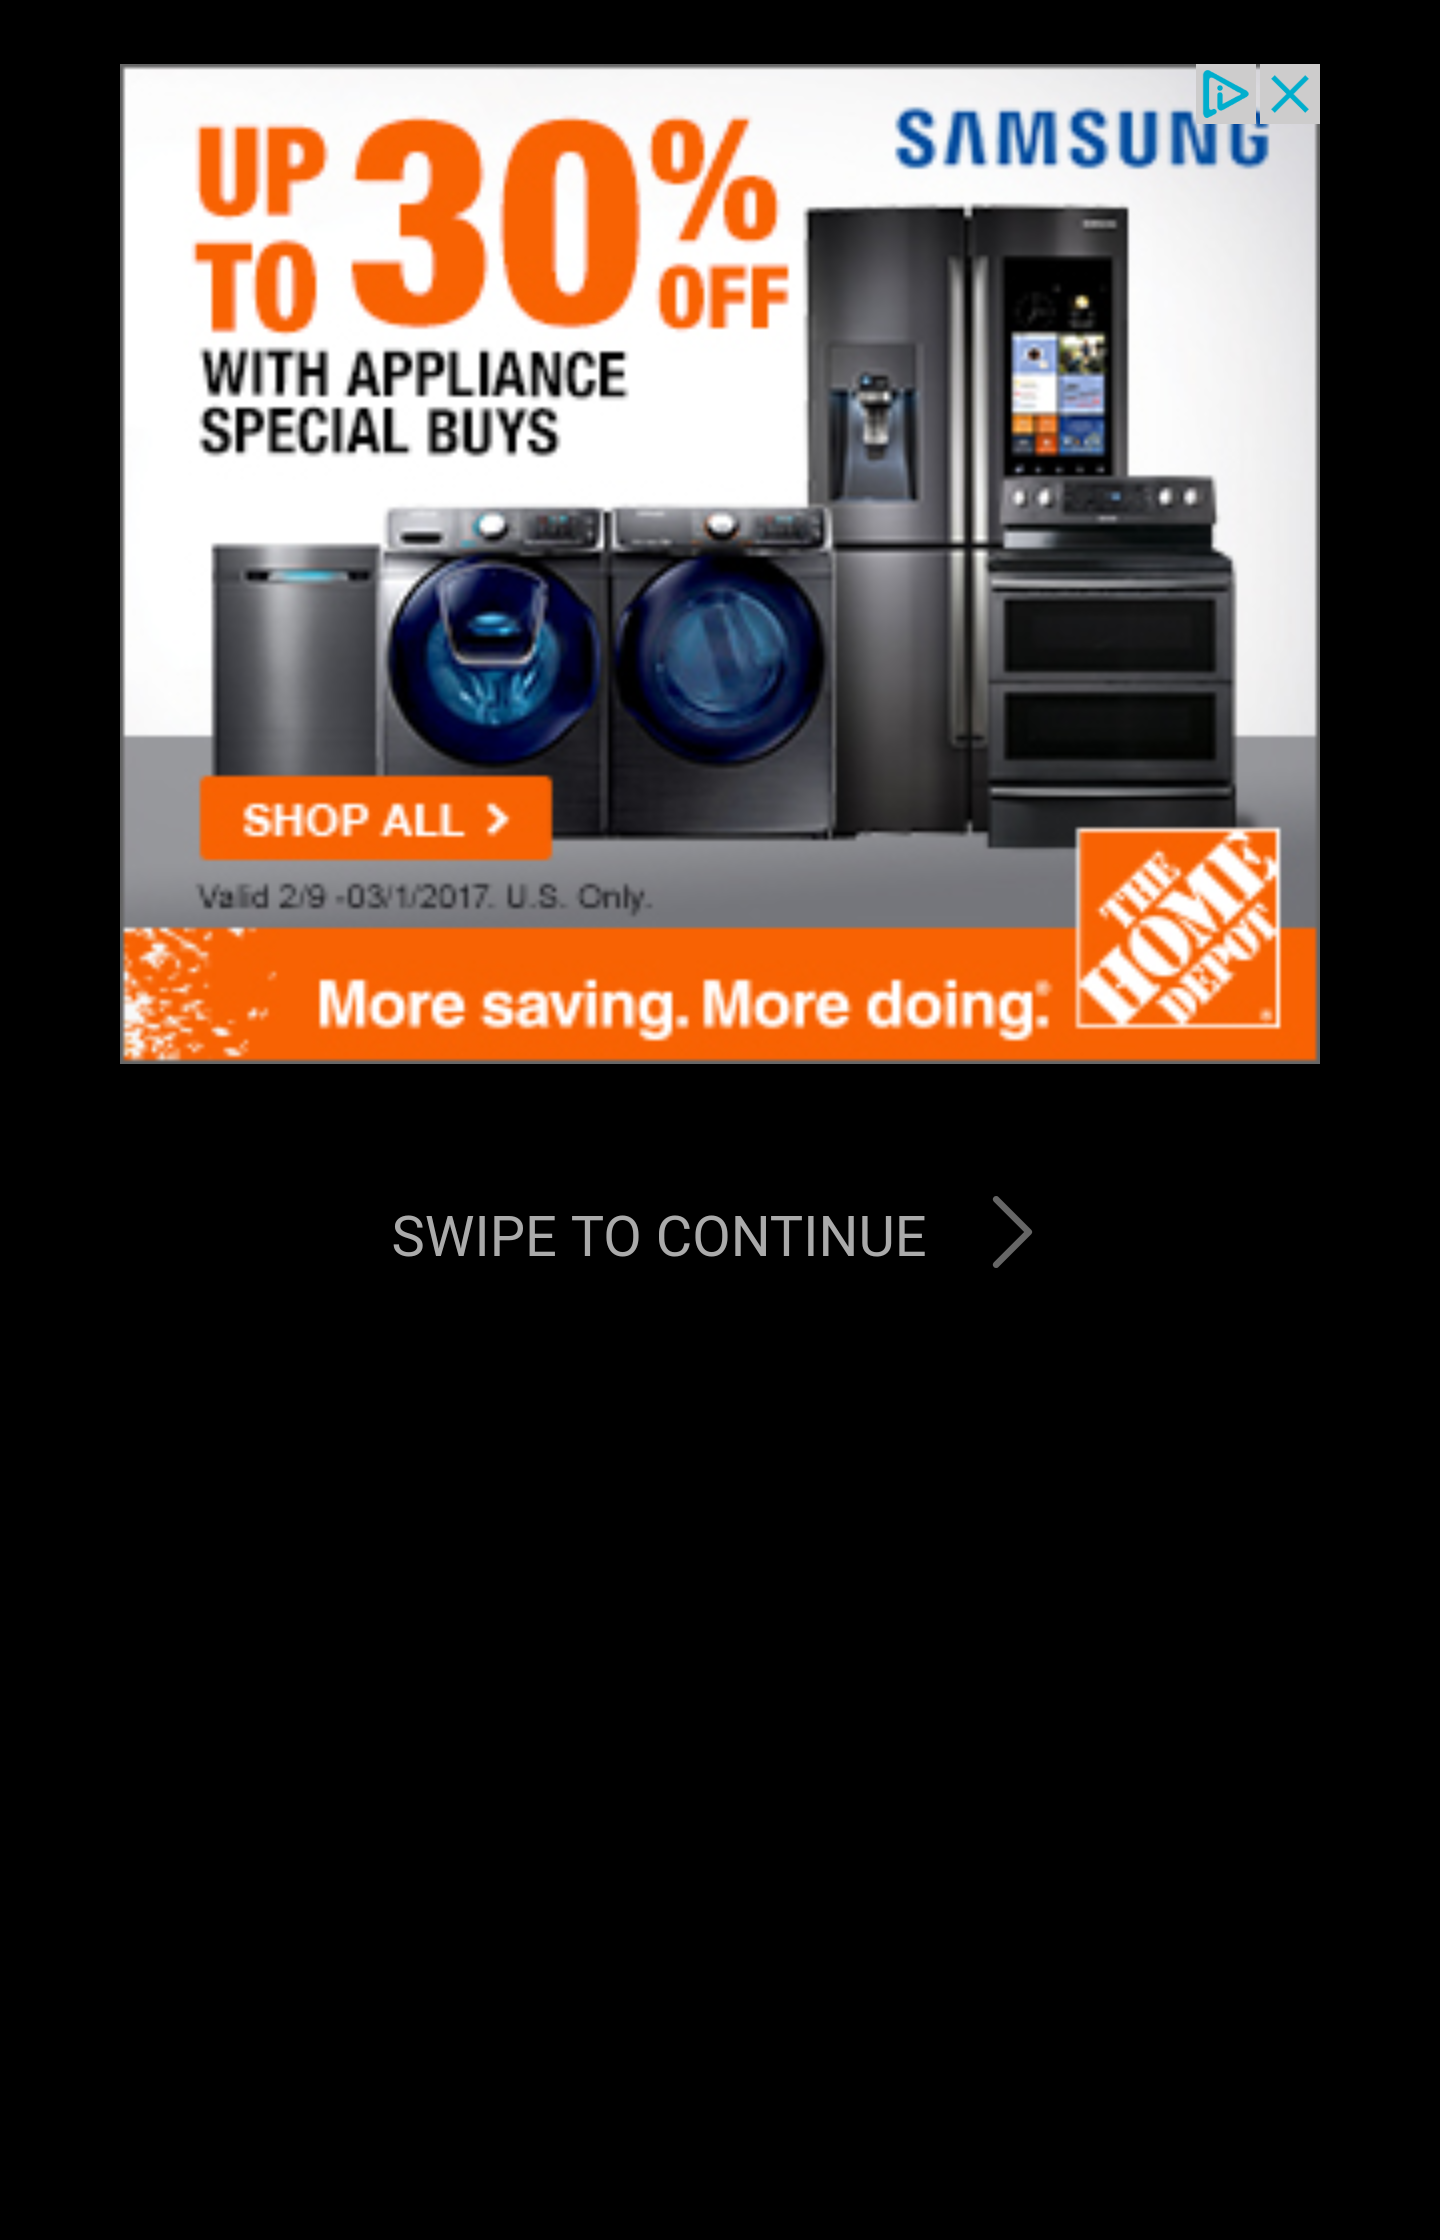 SAMSUNG
UP TO 30% OFF
WITH APPLIANCE
SPECIAL BUYS
SHOP ALL >
Valid 2/9 -03/1/2017. U.S. Only.
More saving. More doing.®
THE
HOME
DEPOT
SWIPE TO CONTINUE